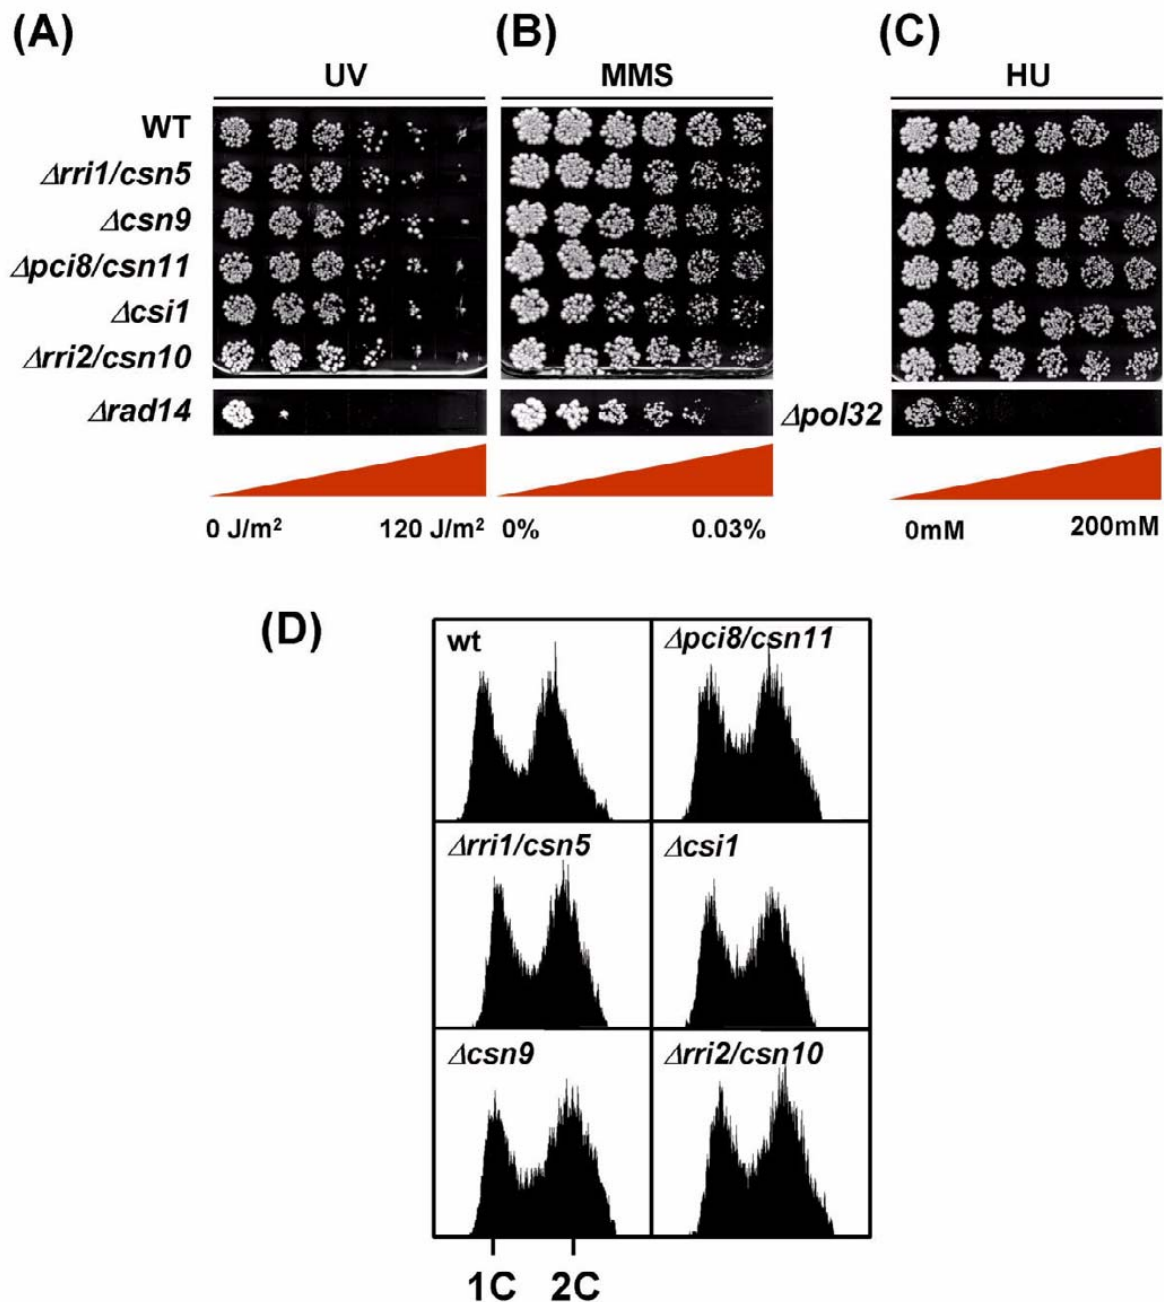 (A)
(B)
(C)
UV
MMS
HU
WT
Δrri1/csn5
Δcsn9
Δpci8/csn11
Δcsi1
Δrri2/csn10
Δrad14
Δpol32
0 J/m²
120 J/m²
0%
0.03%
0mM
200mM
(D)
wt
Δpci8/csn11
Δrri1/csn5
Δcsi1
Δcsn9
Δrri2/csn10
1C
2C